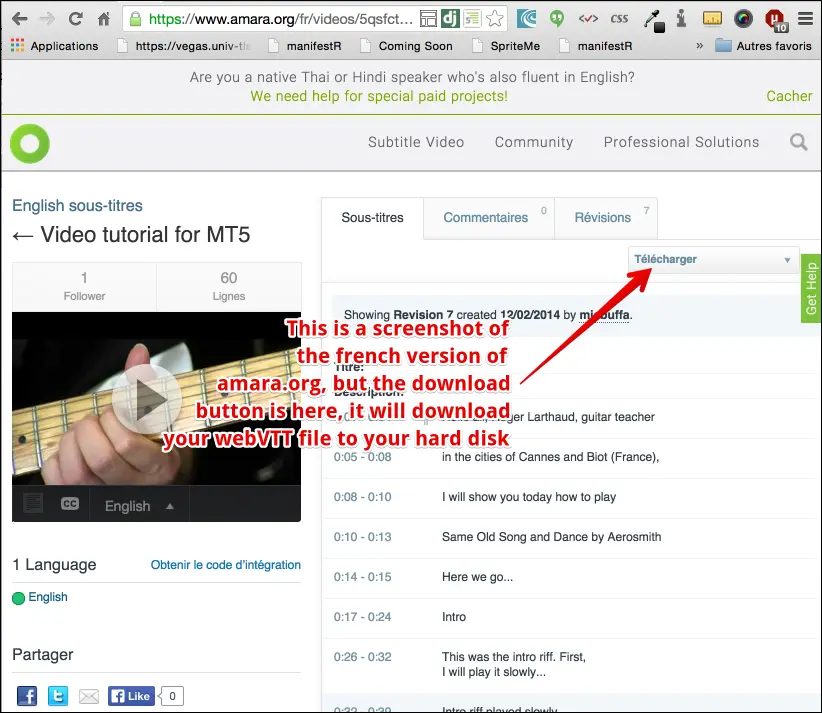 https://www.amara.org/fr/videos/5qsfct...
css
10
Applications
https://vegas.univ-tl
manifestR
Coming Soon
SpriteMe
manifestR
»
Autres favoris
Are you a native Thai or Hindi speaker who's also fluent in English?
We need help for special paid projects!
Cacher
Subtitle Video
Community
Professional Solutions
English sous-titres
← Video tutorial for MT5
1
Follower
60
Lignes
CC
English
1 Language
Obtenir le code d'intégration
English
Partager
Like
0
Sous-titres
Commentaires 0
Révisions 7
Télécharger
Get Help
Showing Revision 7 created 12/02/2014 by
This is a screenshot of
the french version of
amara.org, but the download
button is here, it will download
your webVTT file to your hard disk
Titre:
Description:
Larthaud, guitar teacher
0:05 - 0:08 in the cities of Cannes and Biot (France),
0:08 - 0:10 I will show you today how to play
0:10 - 0:13 Same Old Song and Dance by Aerosmith
0:14 - 0:15 Here we go...
0:17 - 0:24 Intro
0:26 - 0:32 This was the intro riff. First,
I will play it slowly...
0:32 - 0:39 Intro riff played slowly